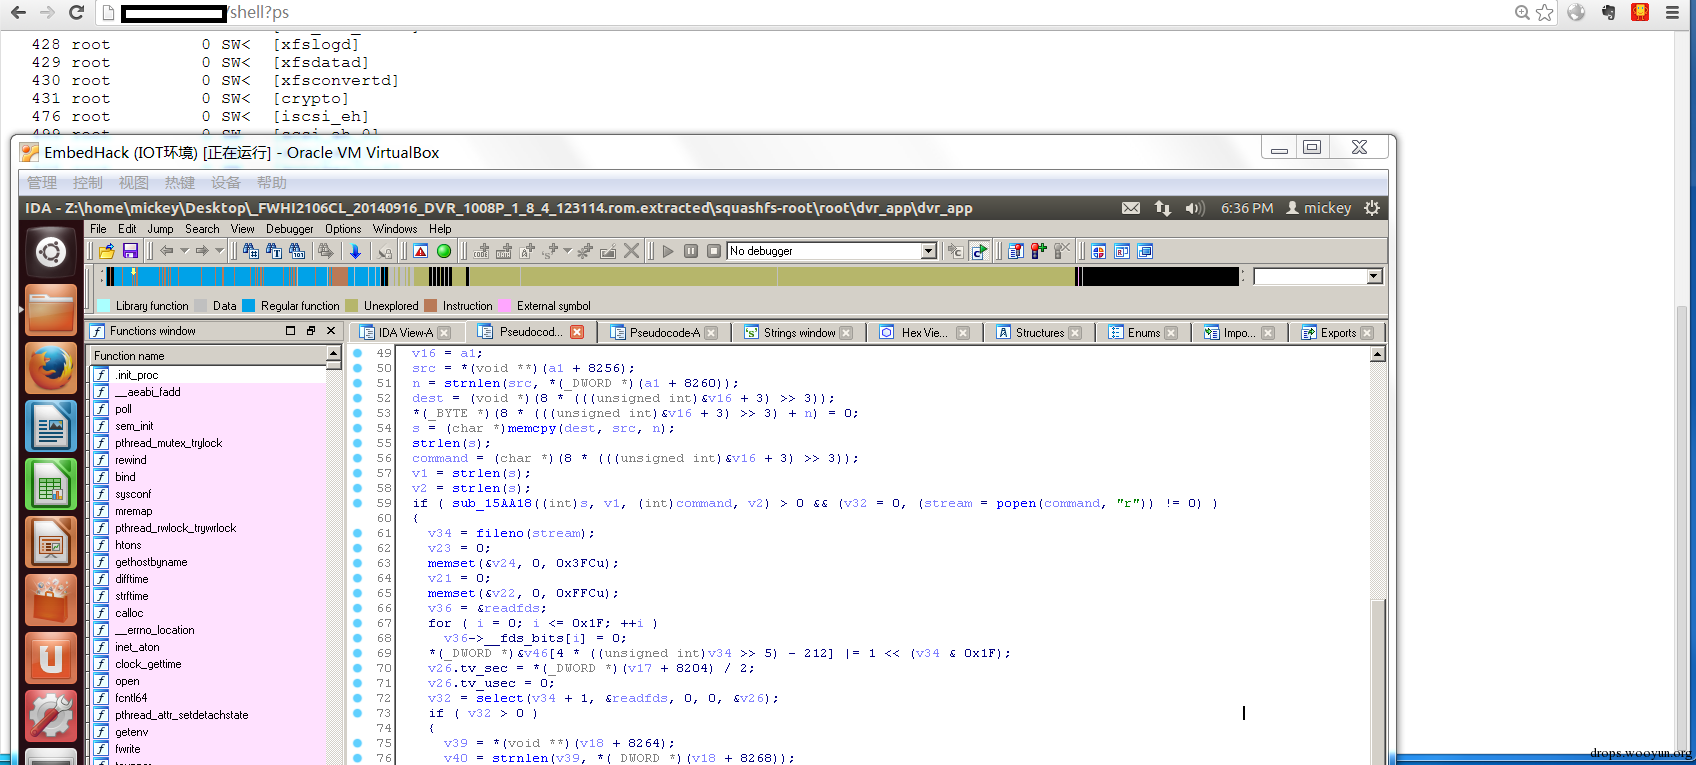 /shell?ps
428 root 0 SW< [xfslogd]
429 root 0 SW< [xfsdatad]
430 root 0 SW< [xfsconvertd]
431 root 0 SW< [crypto]
476 root 0 SW< [iscsi_eh]
EmbedHack (IOT环境) [正在运行] - Oracle VM VirtualBox
管理 控制 视图 热键 设备 帮助
IDA - Z:\home\mickey\Desktop\_FWHI2106CL_20140916_DVR_1008P_1_8_4_123114.rom.extracted\squashfs-root\root\dvr_app\dvr_app
6:36 PM mickey
File Edit Jump Search View Debugger Options Windows Help
No debugger
Library function Data Regular function Unexplored Instruction External symbol
Functions window
IDA View-A Pseudocod... Pseudocode-A Strings window Hex Vie... Structures Enums Impo... Exports
Function name
.init_proc
__aeabi_fadd
poll
sem_init
pthread_mutex_trylock
rewind
bind
sysconf
mremap
pthread_rwlock_trywrlock
htons
gethostbyname
difftime
strftime
calloc
__errno_location
inet_aton
clock_gettime
open
fcntl64
pthread_attr_setdetachstate
getenv
fwrite
49 v16 = a1;
50 src = *(void **)(a1 + 8256);
51 n = strnlen(src, *(_DWORD *)(a1 + 8260));
52 dest = (void *)(8 * (((unsigned int)&v16 + 3) >> 3));
53 *(_BYTE *)(8 * (((unsigned int)&v16 + 3) >> 3) + n) = 0;
54 s = (char *)memcpy(dest, src, n);
55 strlen(s);
56 command = (char *)(8 * (((unsigned int)&v16 + 3) >> 3));
57 v1 = strlen(s);
58 v2 = strlen(s);
59 if ( sub_15AA18((int)s, v1, (int)command, v2) > 0 && (v32 = 0, (stream = popen(command, "r")) != 0) )
60 {
61 v34 = fileno(stream);
62 v23 = 0;
63 memset(&v24, 0, 0x3FCu);
64 v21 = 0;
65 memset(&v22, 0, 0xFFCu);
66 v36 = &readfds;
67 for ( i = 0; i <= 0x1F; ++i )
68 v36->__fds_bits[i] = 0;
69 *(_DWORD *)&v46[4 * ((unsigned int)v34 >> 5) - 212] |= 1 << (v34 & 0x1F);
70 v26.tv_sec = *(_DWORD *)(v17 + 8204) / 2;
71 v26.tv_usec = 0;
72 v32 = select(v34 + 1, &readfds, 0, 0, &v26);
73 if ( v32 > 0 )
74 {
75 v39 = *(void **)(v18 + 8264);
76 v40 = strnlen(v39, *(_DWORD *)(v18 + 8268));
drops.wooyun.org